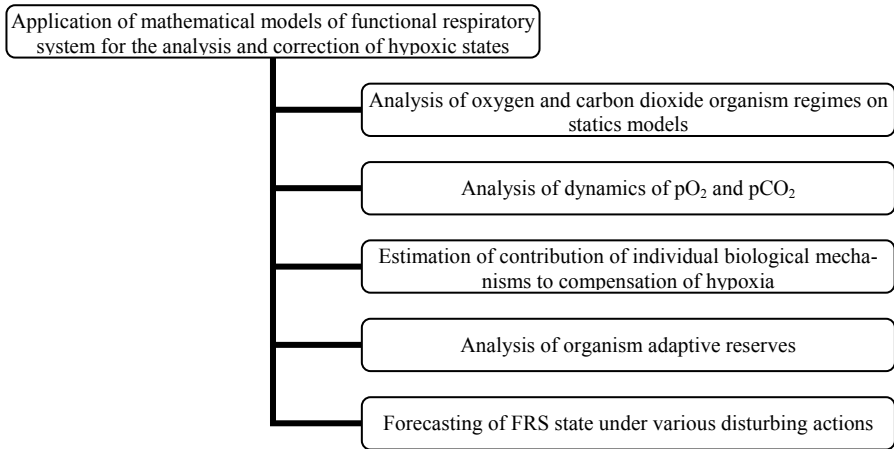 Application of mathematical models of functional respiratory
system for the analysis and correction of hypoxic states
Analysis of oxygen and carbon dioxide organism regimes on
statics models
Analysis of dynamics of pO₂ and pCO₂
Estimation of contribution of individual biological mecha-
nisms to compensation of hypoxia
Analysis of organism adaptive reserves
Forecasting of FRS state under various disturbing actions